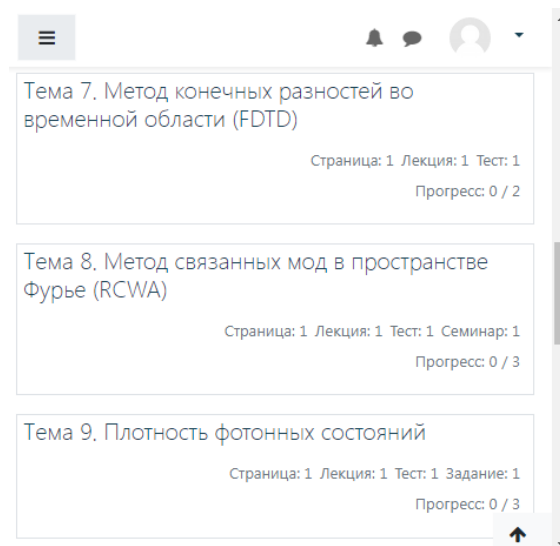 Тема 7. Метод конечных разностей во
временной области (FDTD)
Страница: 1 Лекция: 1 Тест: 1
Прогресс: 0 / 2
Тема 8. Метод связанных мод в пространстве
Фурье (RCWA)
Страница: 1 Лекция: 1 Тест: 1 Семинар: 1
Прогресс: 0 / 3
Тема 9. Плотность фотонных состояний
Страница: 1 Лекция: 1 Тест: 1 Задание: 1
Прогресс: 0 / 3